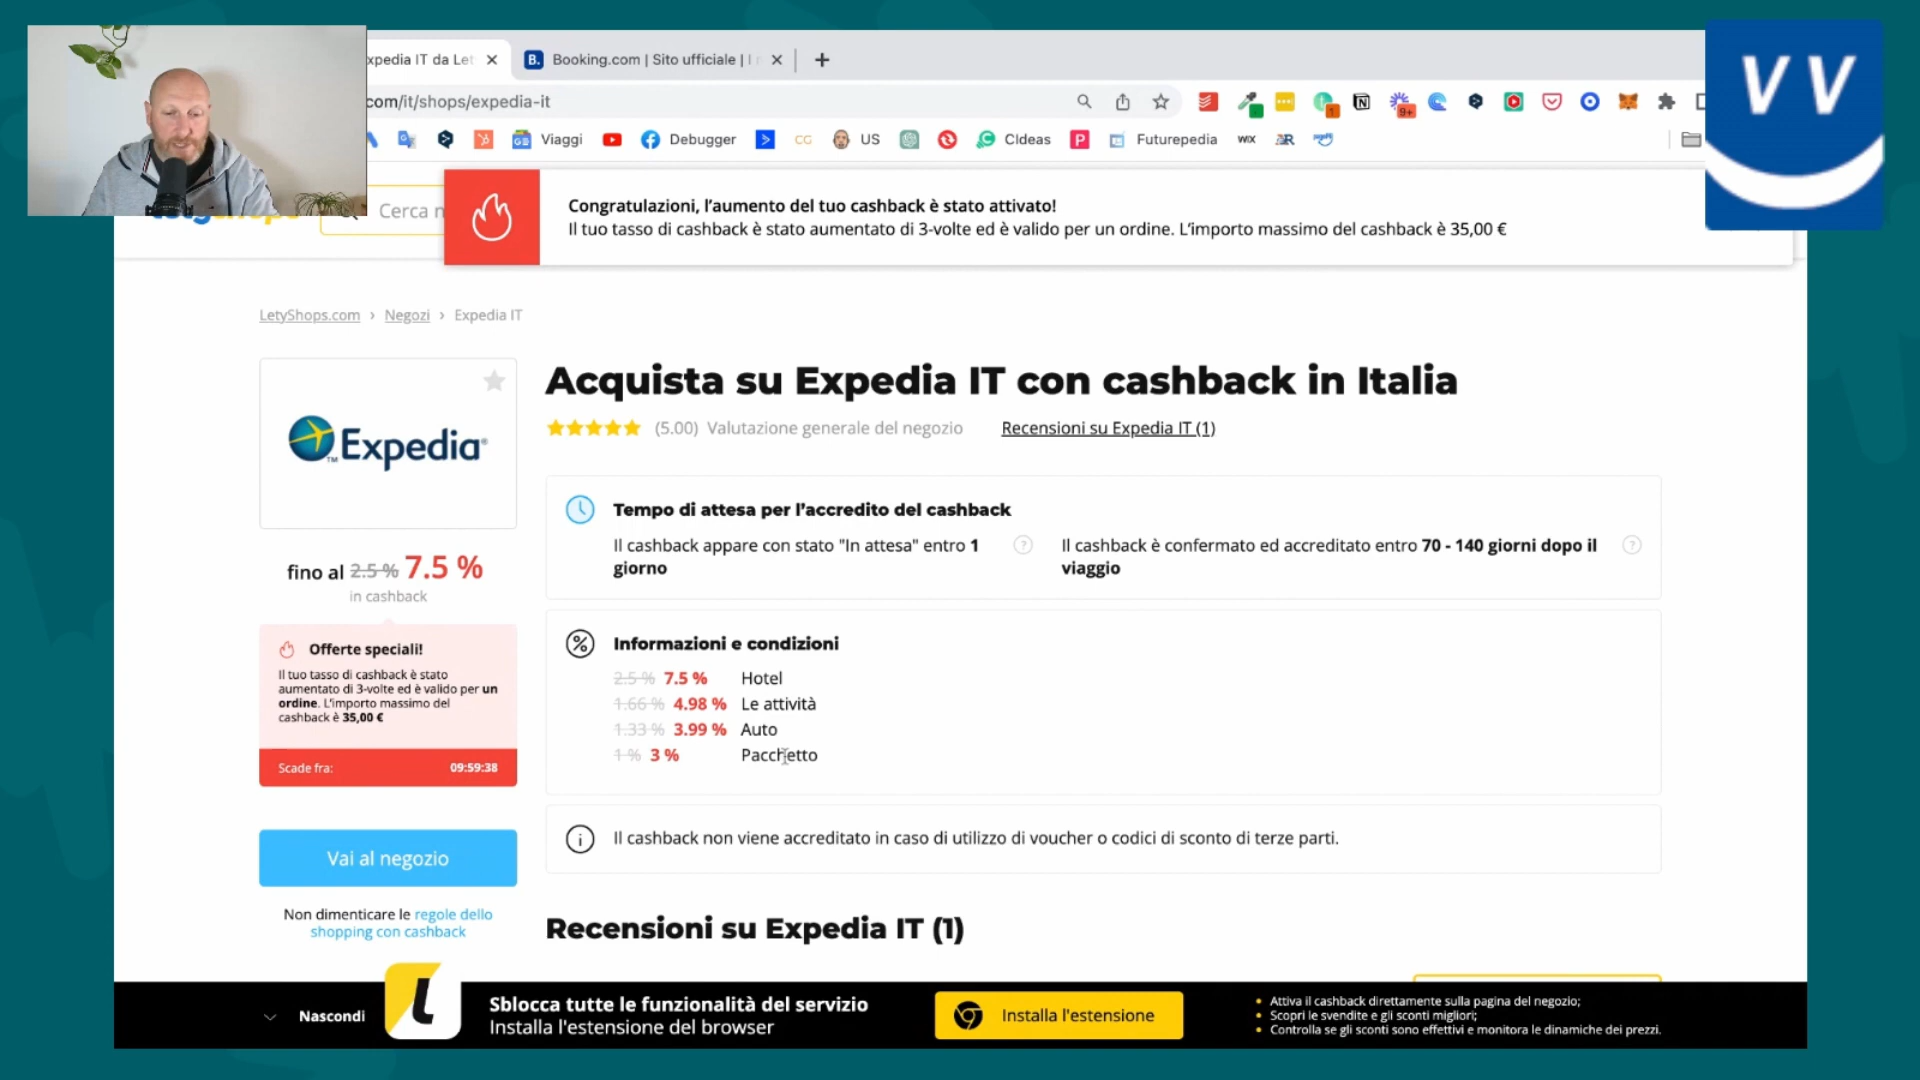 xpedia IT da Let
B. Booking.com | Sito ufficiale | I
com/it/shops/expedia-it
9+
1
Viaggi
Debugger
CG
US
CIdeas
Futurepedia
WIX
VV
Cerca
Congratulazioni, l'aumento del tuo cashback è stato attivato!
Il tuo tasso di cashback è stato aumentato di 3-volte ed è valido per un ordine. L'importo massimo del cashback è 35,00 €
LetyShops.com › Negozi › Expedia IT
Expedia
Acquista su Expedia IT con cashback in Italia
(5.00) Valutazione generale del negozio Recensioni su Expedia IT (1)
Tempo di attesa per l'accredito del cashback
Il cashback appare con stato "In attesa" entro 1
giorno
Il cashback è confermato ed accreditato entro 70 - 140 giorni dopo il
viaggio
fino al 2.5 % 7.5 %
in cashback
Offerte speciali!
Il tuo tasso di cashback è stato
aumentato di 3-volte ed è valido per un
ordine. L'importo massimo del
cashback è 35,00 €
Scade fra: 09:59:38
Informazioni e condizioni
2.5 % 7.5 % Hotel
1.66 % 4.98 % Le attività
1.33 % 3.99 % Auto
1 % 3 % Pacchetto
Il cashback non viene accreditato in caso di utilizzo di voucher o codici di sconto di terze parti.
Vai al negozio
Non dimenticare le regole dello
shopping con cashback
Recensioni su Expedia IT (1)
Nascondi
Sblocca tutte le funzionalità del servizio
Installa l'estensione del browser
Installa l'estensione
Attiva il cashback direttamente sulla pagina del negozio;
Scopri le svendite e gli sconti migliori;
Controlla se gli sconti sono effettivi e monitora le dinamiche dei prezzi.